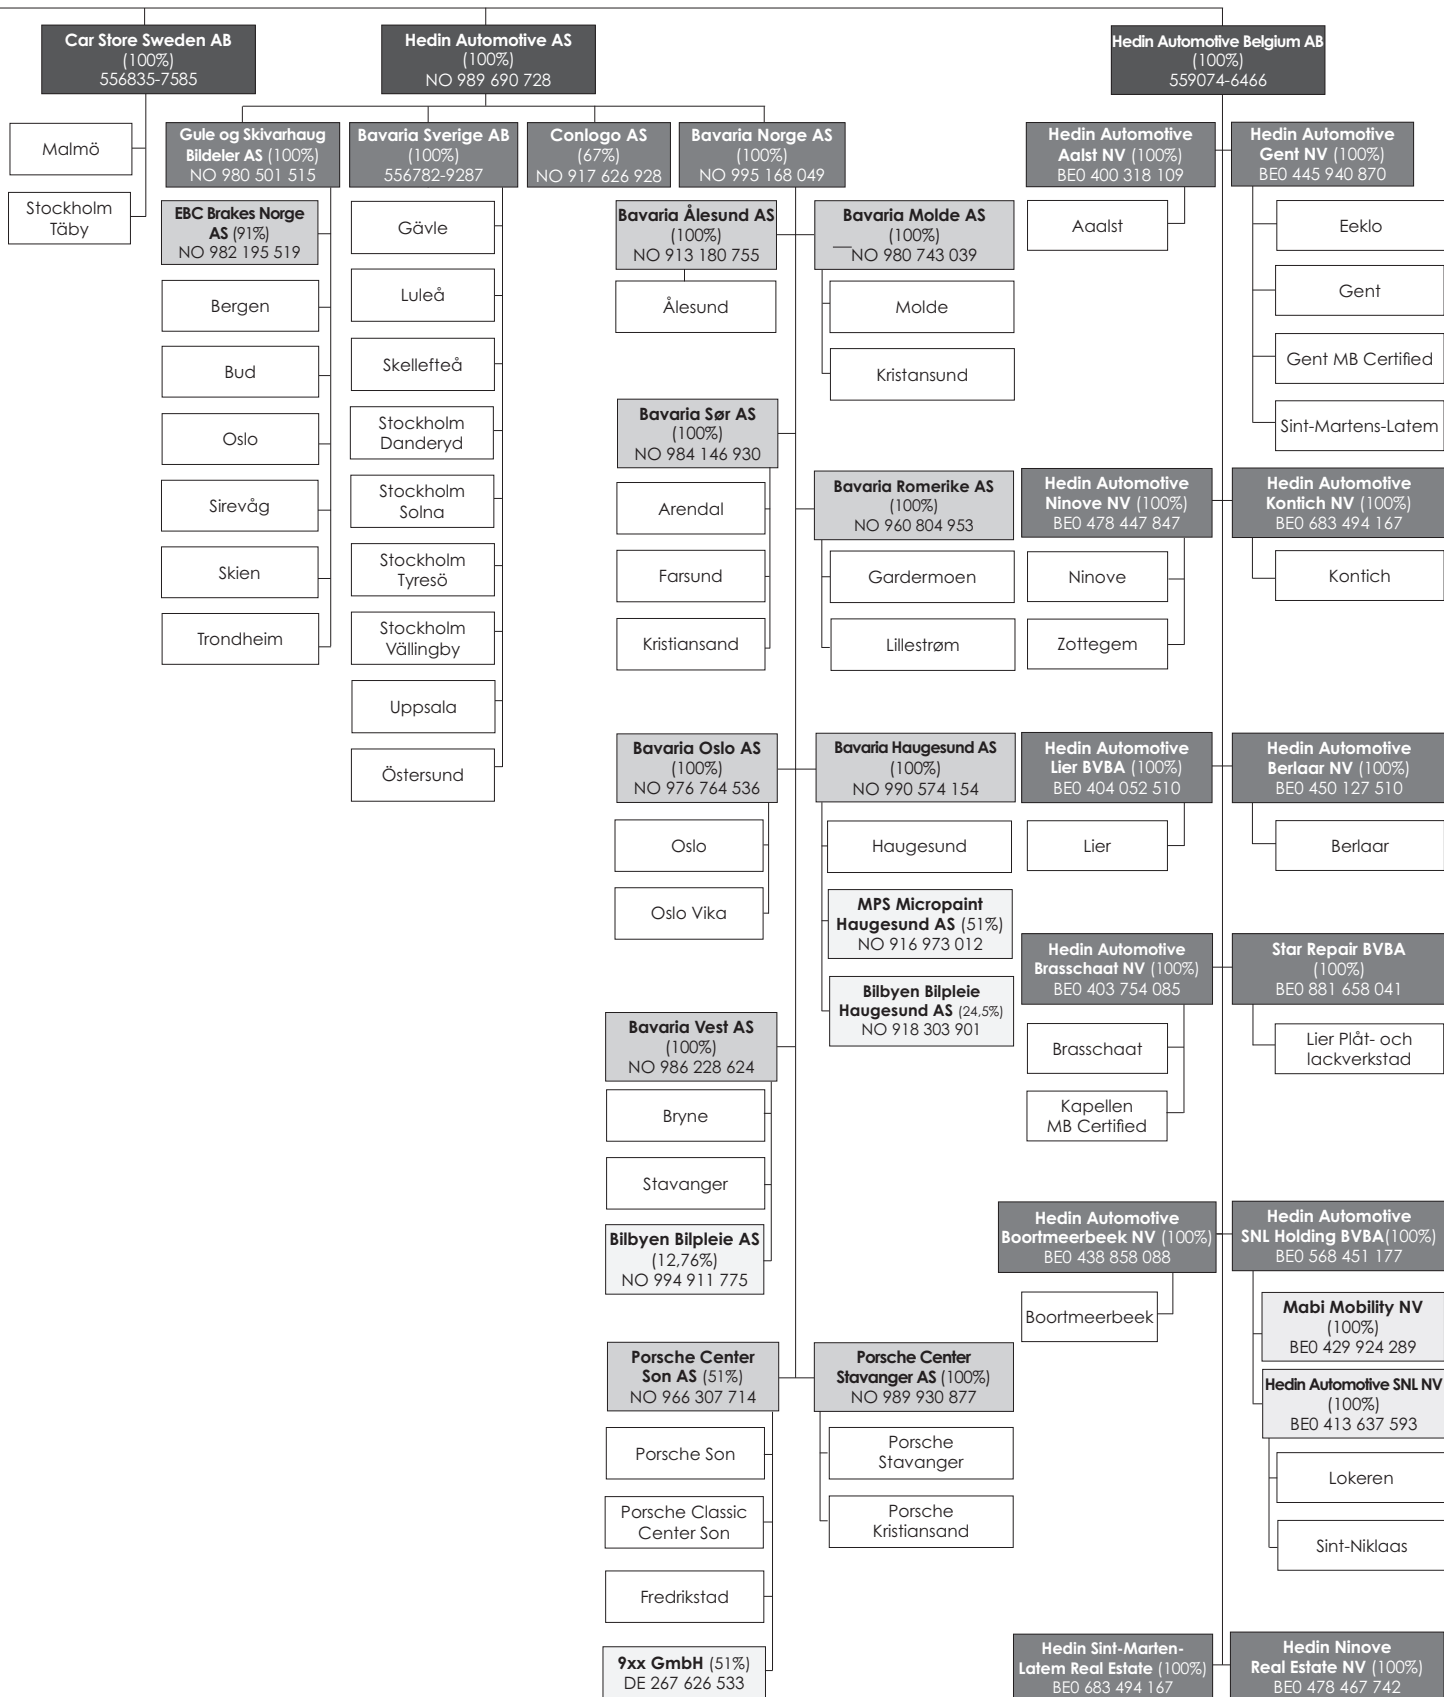 Car Store Sweden AB
(100%)
556835-7585
Malmö
Stockholm
Täby
Hedin Automotive AS
(100%)
NO 989 690 728
Gule og Skivarhaug
Bildeler AS (100%)
NO 980 501 515
EBC Brakes Norge
AS (91%)
NO 982 195 519
Bergen
Bud
Oslo
Sirevåg
Skien
Trondheim
Bavaria Sverige AB
(100%)
556782-9287
Gävle
Luleå
Skellefteå
Stockholm
Danderyd
Stockholm
Solna
Stockholm
Tyresö
Stockholm
Vällingby
Uppsala
Östersund
Conlogo AS
(67%)
NO 917 626 928
Bavaria Norge AS
(100%)
NO 995 168 049
Bavaria Ålesund AS
(100%)
NO 913 180 755
Ålesund
Bavaria Molde AS
(100%)
__NO 980 743 039
Molde
Kristansund
Bavaria Sør AS
(100%)
NO 984 146 930
Arendal
Farsund
Kristiansand
Bavaria Romerike AS
(100%)
NO 960 804 953
Gardermoen
Lillestrøm
Bavaria Oslo AS
(100%)
NO 976 764 536
Oslo
Oslo Vika
Bavaria Haugesund AS
(100%)
NO 990 574 154
Haugesund
MPS Micropaint
Haugesund AS (51%)
NO 916 973 012
Bilbyen Bilpleie
Haugesund AS (24,5%)
NO 918 303 901
Bavaria Vest AS
(100%)
NO 986 228 624
Bryne
Stavanger
Bilbyen Bilpleie AS
(12,76%)
NO 994 911 775
Porsche Center
Son AS (51%)
NO 966 307 714
Porsche Son
Porsche Classic
Center Son
Fredrikstad
9xx GmbH (51%)
DE 267 626 533
Porsche Center
Stavanger AS (100%)
NO 989 930 877
Porsche
Stavanger
Porsche
Kristiansand
Hedin Automotive Belgium AB
(100%)
559074-6466
Hedin Automotive
Aalst NV (100%)
BE0 400 318 109
Aaalst
Hedin Automotive
Gent NV (100%)
BE0 445 940 870
Eeklo
Gent
Gent MB Certified
Sint-Martens-Latem
Hedin Automotive
Ninove NV (100%)
BE0 478 447 847
Ninove
Zottegem
Hedin Automotive
Kontich NV (100%)
BE0 683 494 167
Kontich
Hedin Automotive
Lier BVBA (100%)
BE0 404 052 510
Lier
Hedin Automotive
Berlaar NV (100%)
BE0 450 127 510
Berlaar
Hedin Automotive
Brasschaat NV (100%)
BE0 403 754 085
Brasschaat
Kapellen
MB Certified
Star Repair BVBA
(100%)
BE0 881 658 041
Lier Plåt- och
lackverkstad
Hedin Automotive
Boortmeerbeek NV (100%)
BE0 438 858 088
Boortmeerbeek
Hedin Automotive
SNL Holding BVBA(100%)
BE0 568 451 177
Mabi Mobility NV
(100%)
BE0 429 924 289
Hedin Automotive SNL NV
(100%)
BE0 413 637 593
Lokeren
Sint-Niklaas
Hedin Sint-Marten-
Latem Real Estate (100%)
BE0 683 494 167
Hedin Ninove
Real Estate NV (100%)
BE0 478 467 742